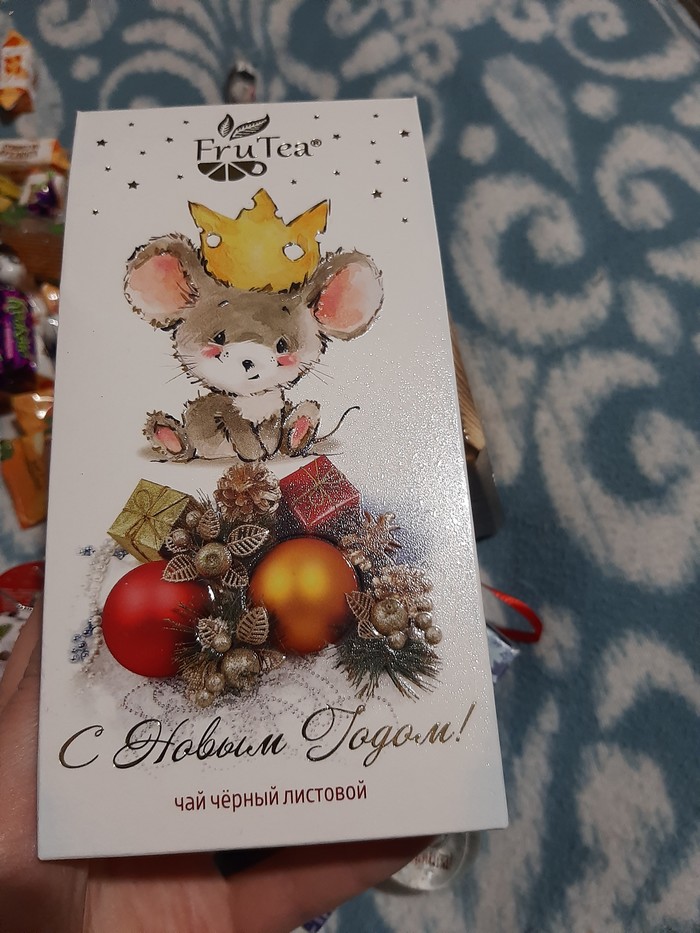 FruTea®
С Новым Годом!
чай чёрный листовой